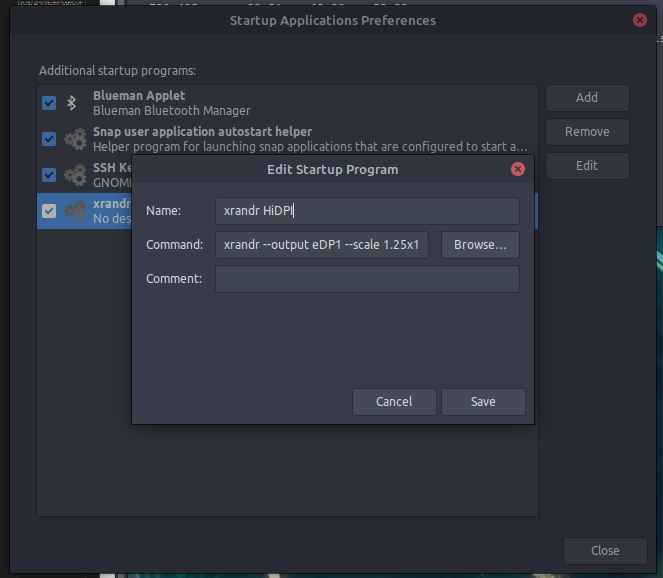 Startup Applications Preferences
Additional startup programs:
Blueman Applet
Blueman Bluetooth Manager
Add
Snap user application autostart helper
Helper program for launching snap applications that are configured to start a...
Remove
SSH Ke
GNOM
Edit
xrandr
No des
Edit Startup Program
Name:
xrandr HiDPI
Command:
xrandr --output eDP1 --scale 1.25x1
Browse...
Comment:
Cancel
Save
Close